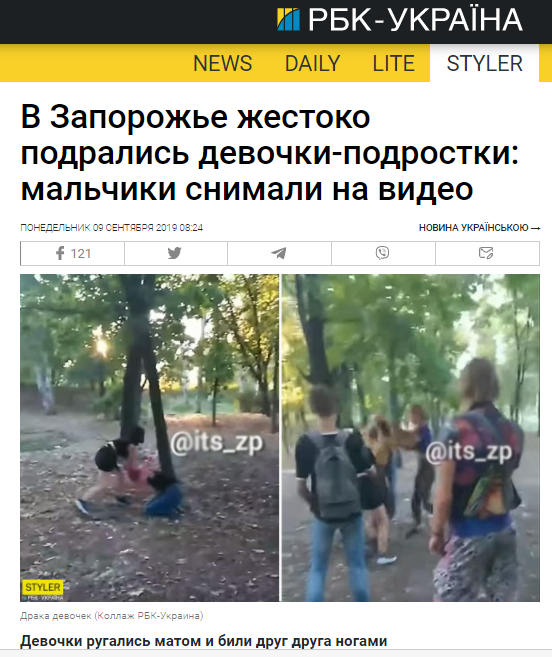 РБК-УКРАЇНА
NEWS DAILY LITE STYLER
В Запорожье жестоко
подрались девочки-подростки:
мальчики снимали на видео
ПОНЕДЕЛЬНИК 09 СЕНТЯБРЯ 2019 08:24 НОВИНА УКРАЇНСЬКОЮ →
121
@its_zp @its_zp
STYLER
РБК-УКРАЇНА
Драка девочек (Коллаж РБК-Украина)
Девочки ругались матом и били друг друга ногами